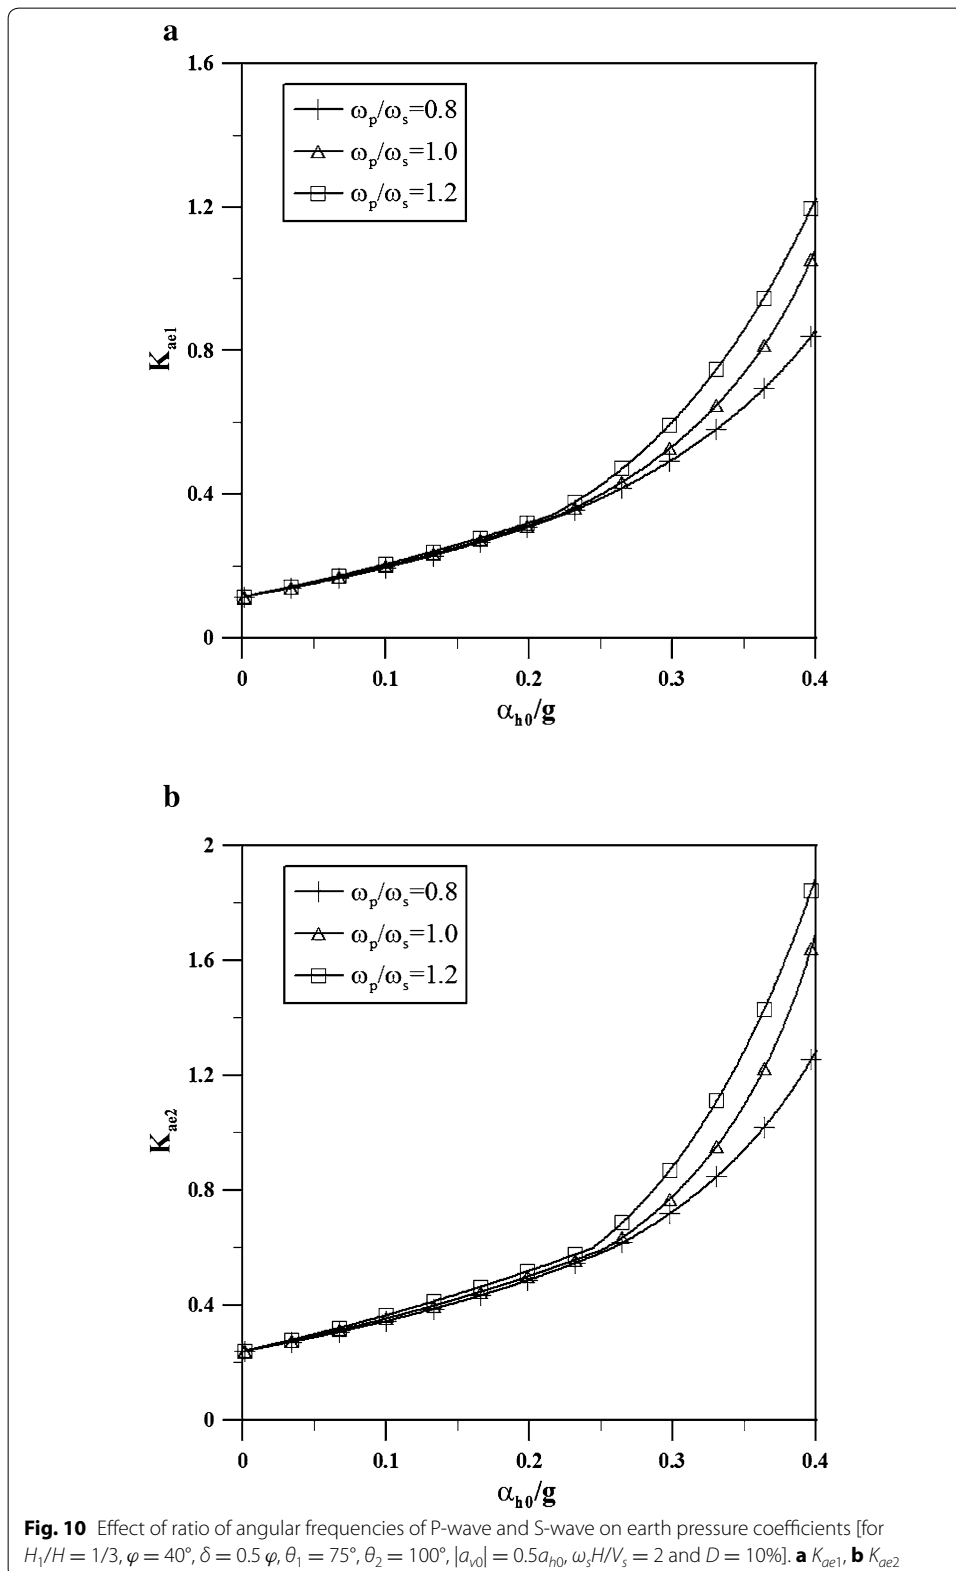 a
1.6
ωp/ωs=0.8
ωp/ωs=1.0
ωp/ωs=1.2
1.2
0.8
Kae1
0.4
0
0 0.1 0.2 0.3 0.4
αh0/g
b
2
ωp/ωs=0.8
ωp/ωs=1.0
ωp/ωs=1.2
1.6
1.2
Kae2
0.8
0.4
0
0 0.1 0.2 0.3 0.4
αh0/g
Fig. 10 Effect of ratio of angular frequencies of P-wave and S-wave on earth pressure coefficients [for
H1/H = 1/3, φ = 40°, δ = 0.5 φ, θ1 = 75°, θ2 = 100°, |av0| = 0.5ah0, ωsH/Vs = 2 and D = 10%]. a Kae1, b Kae2